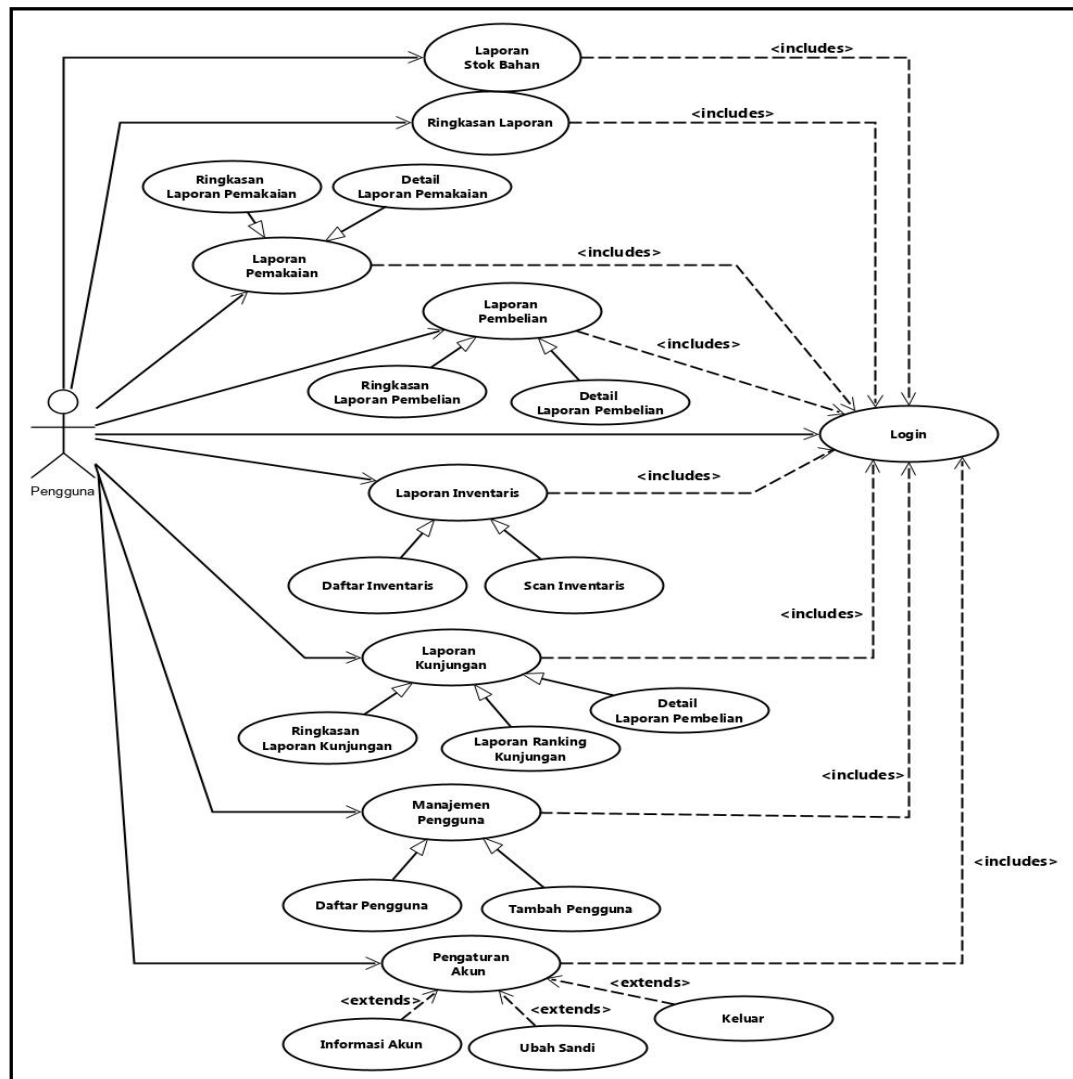 Laporan
Stok Bahan
<includes>
Ringkasan Laporan
<includes>
Ringkasan
Laporan Pemakaian
Detail
Laporan Pemakaian
Laporan
Pemakaian
<includes>
Laporan
Pembelian
<includes>
Ringkasan
Laporan Pembelian
Detail
Laporan Pembelian
Login
Pengguna
Laporan Inventaris
<includes>
Daftar Inventaris
Scan Inventaris
<includes>
Laporan
Kunjungan
Detail
Laporan Pembelian
Ringkasan
Laporan Kunjungan
Laporan Ranking
Kunjungan
<includes>
Manajemen
Pengguna
<includes>
Daftar Pengguna
Tambah Pengguna
Pengaturan
Akun
<extends>
<extends>
<extends>
Informasi Akun
Ubah Sandi
Keluar